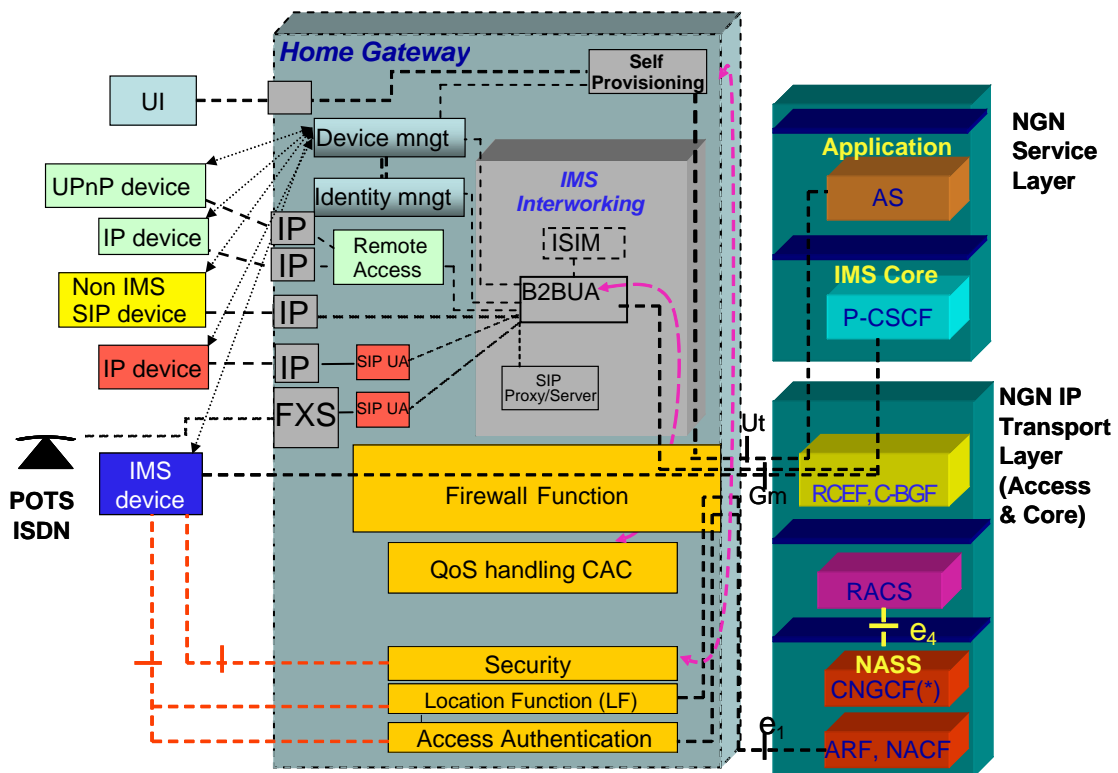 Home Gateway
Self
Provisioning
UI
Device mngt
UPnP device
Identity mngt
IP device
IP
IP
Remote
Access
Non IMS
SIP device
IP
IP device
IP
SIP UA
FXS
SIP UA
POTS
ISDN
IMS
device
IMS
Interworking
ISIM
B2BUA
SIP
Proxy/Server
Firewall Function
QoS handling CAC
Security
Location Function (LF)
Access Authentication
Ut
Gm
e1
Application
AS
IMS Core
P-CSCF
NGN
Service
Layer
RCEF, C-BGF
RACS
e4
NASS
CNGCF(*)
ARF, NACF
NGN IP
Transport
Layer
(Access
& Core)